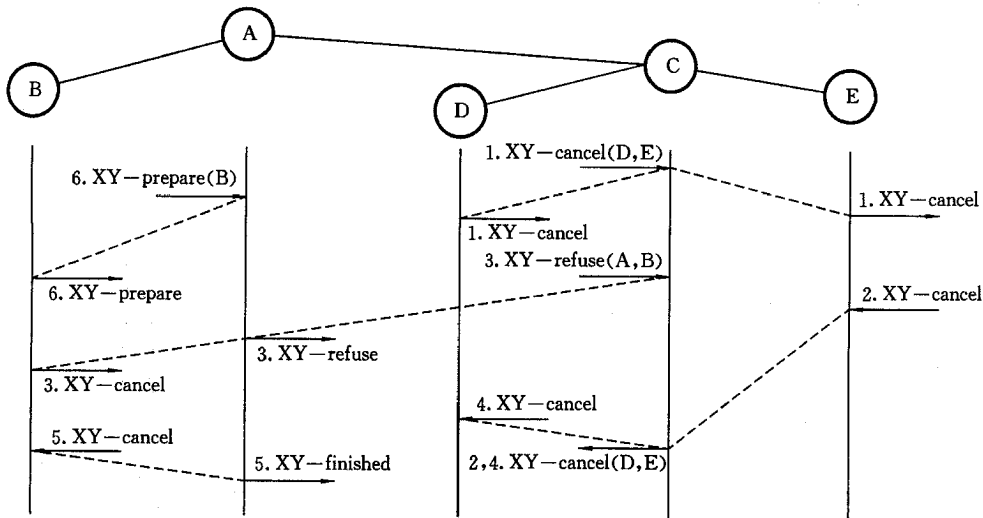 A
B
C
D
E
1. XY—cancel(D,E)
6. XY—prepare(B)
1. XY—cancel
1. XY—cancel
3. XY—refuse(A,B)
6. XY—prepare
2. XY—cancel
3. XY—refuse
3. XY—cancel
4. XY—cancel
5. XY—cancel
5. XY—finished
2,4. XY—cancel(D,E)